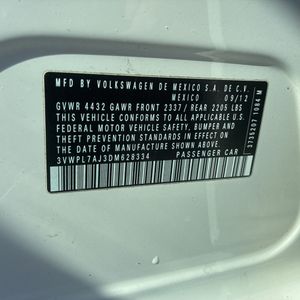 MFD BY VOLKSWAGEN DE MEXICO S.A. DE C.V.
MEXICO 09/12
GVWR 4432 GAWR FRONT 2337 / REAR 2205 LBS
THIS VEHICLE CONFORMS TO ALL APPLICABLE
FEDERAL MOTOR VEHICLE SAFETY, BUMPER AND
THEFT PREVENTION STANDARDS IN EFFECT ON
THE DATE OF MANUFACTURE SHOWN ABOVE.
3VWPL7AJ3DM628334 PASSENGER CAR